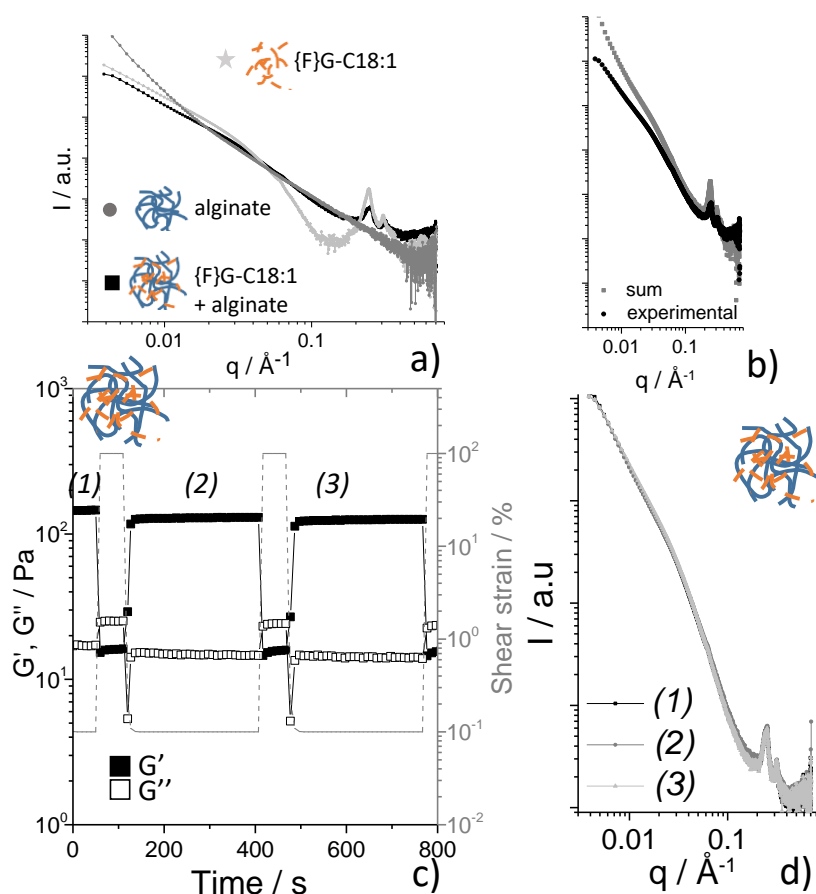 {F}G-C18:1
alginate
{F}G-C18:1
+ alginate
I / a.u.
0.01
0.1
q / Å⁻¹
a)
sum
experimental
0.01
0.1
q / Å⁻¹
b)
10³
10²
10¹
10⁰
G', G" / Pa
(1)
(2)
(3)
10²
10¹
10⁰
10⁻¹
10⁻²
Shear strain / %
G'
G''
0
200
400
600
800
Time / s
c)
I / a.u
(1)
(2)
(3)
0.01
0.1
q / Å⁻¹
d)